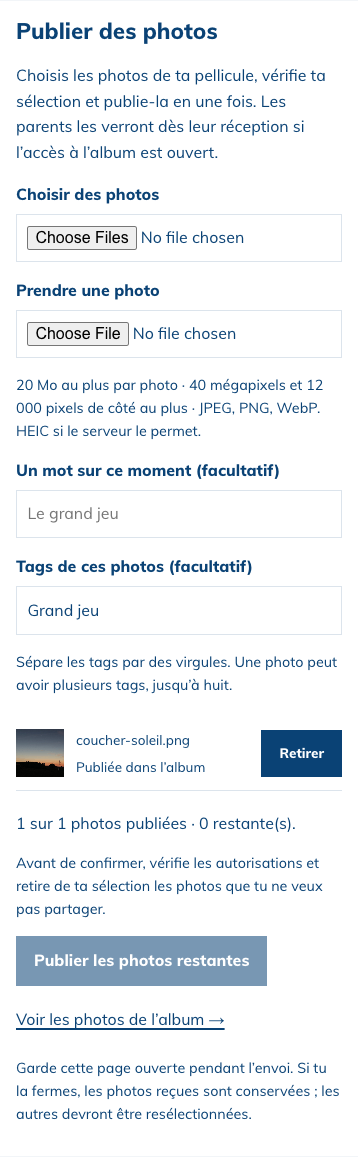 Publier des photos
Choisis les photos de ta pellicule, vérifie ta
sélection et publie-la en une fois. Les
parents les verront dès leur réception si
l’accès à l’album est ouvert.
Choisir des photos
Choose Files No file chosen
Prendre une photo
Choose File No file chosen
20 Mo au plus par photo · 40 mégapixels et 12
000 pixels de côté au plus · JPEG, PNG, WebP.
HEIC si le serveur le permet.
Un mot sur ce moment (facultatif)
Le grand jeu
Tags de ces photos (facultatif)
Grand jeu
Sépare les tags par des virgules. Une photo peut
avoir plusieurs tags, jusqu’à huit.
coucher-soleil.png
Publiée dans l’album
Retirer
1 sur 1 photos publiées · 0 restante(s).
Avant de confirmer, vérifie les autorisations et
retire de ta sélection les photos que tu ne veux
pas partager.
Publier les photos restantes
Voir les photos de l’album →
Garde cette page ouverte pendant l’envoi. Si tu
la fermes, les photos reçues sont conservées ; les
autres devront être resélectionnées.